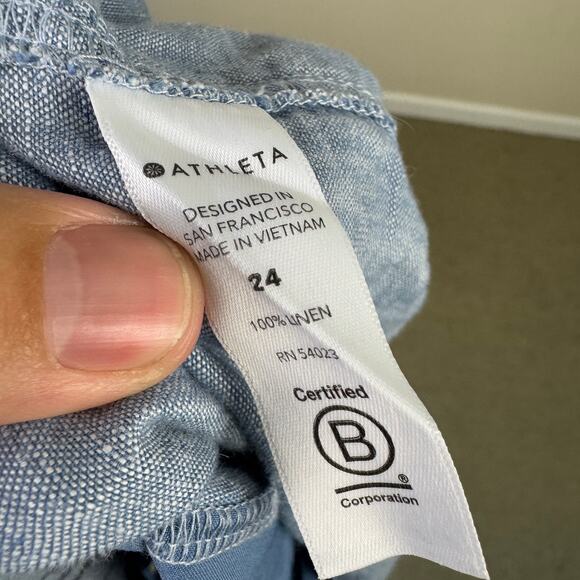 ATHLETA
DESIGNED IN
SAN FRANCISCO
MADE IN VIETNAM
24
100% LINEN
RN 54023
Certified
B
®
Corporation